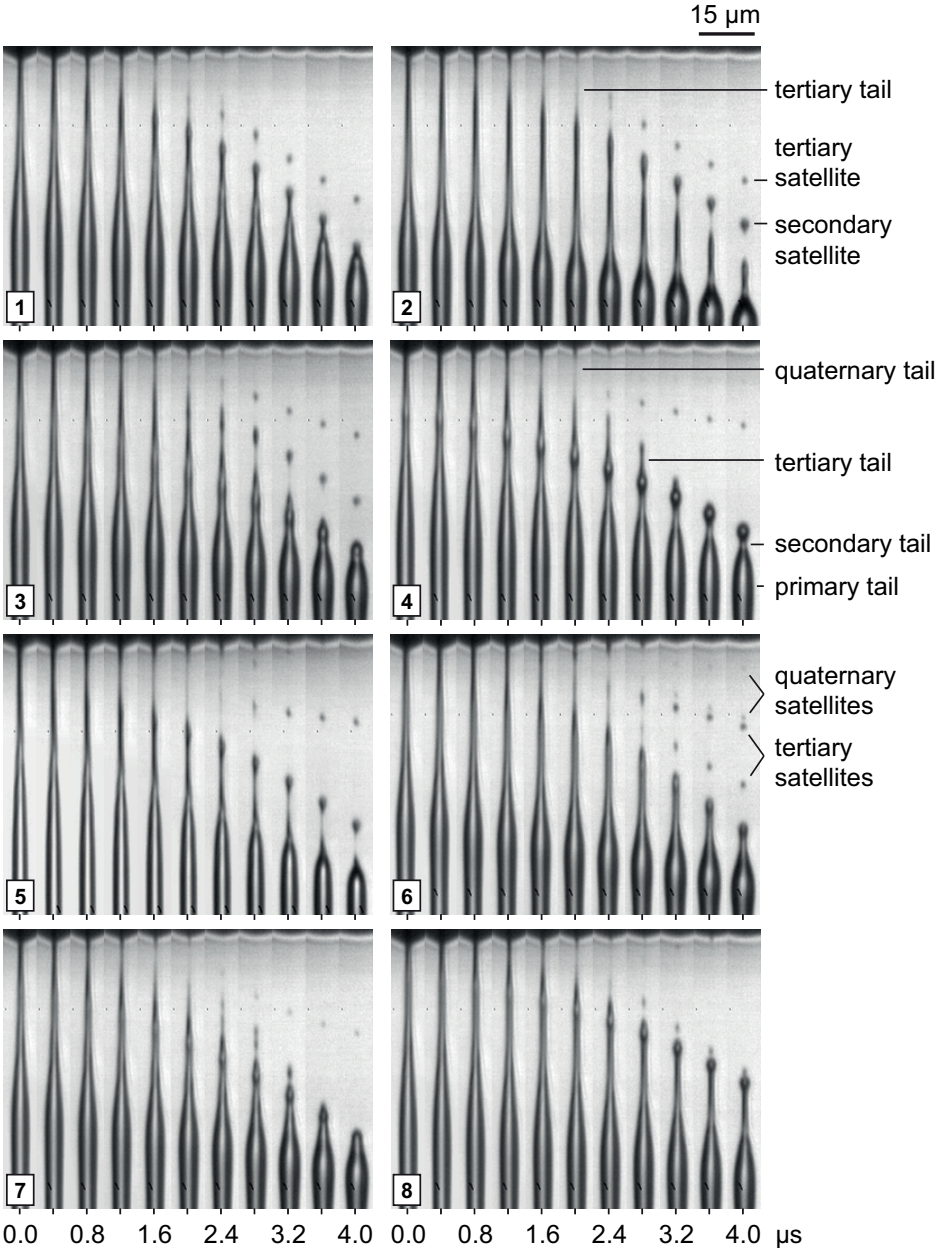 15 µm
tertiary tail
tertiary
satellite
secondary
satellite
1
2
quaternary tail
tertiary tail
secondary tail
primary tail
3
4
quaternary
satellites
tertiary
satellites
5
6
7
8
0.0 0.8 1.6 2.4 3.2 4.0 0.0 0.8 1.6 2.4 3.2 4.0 µs